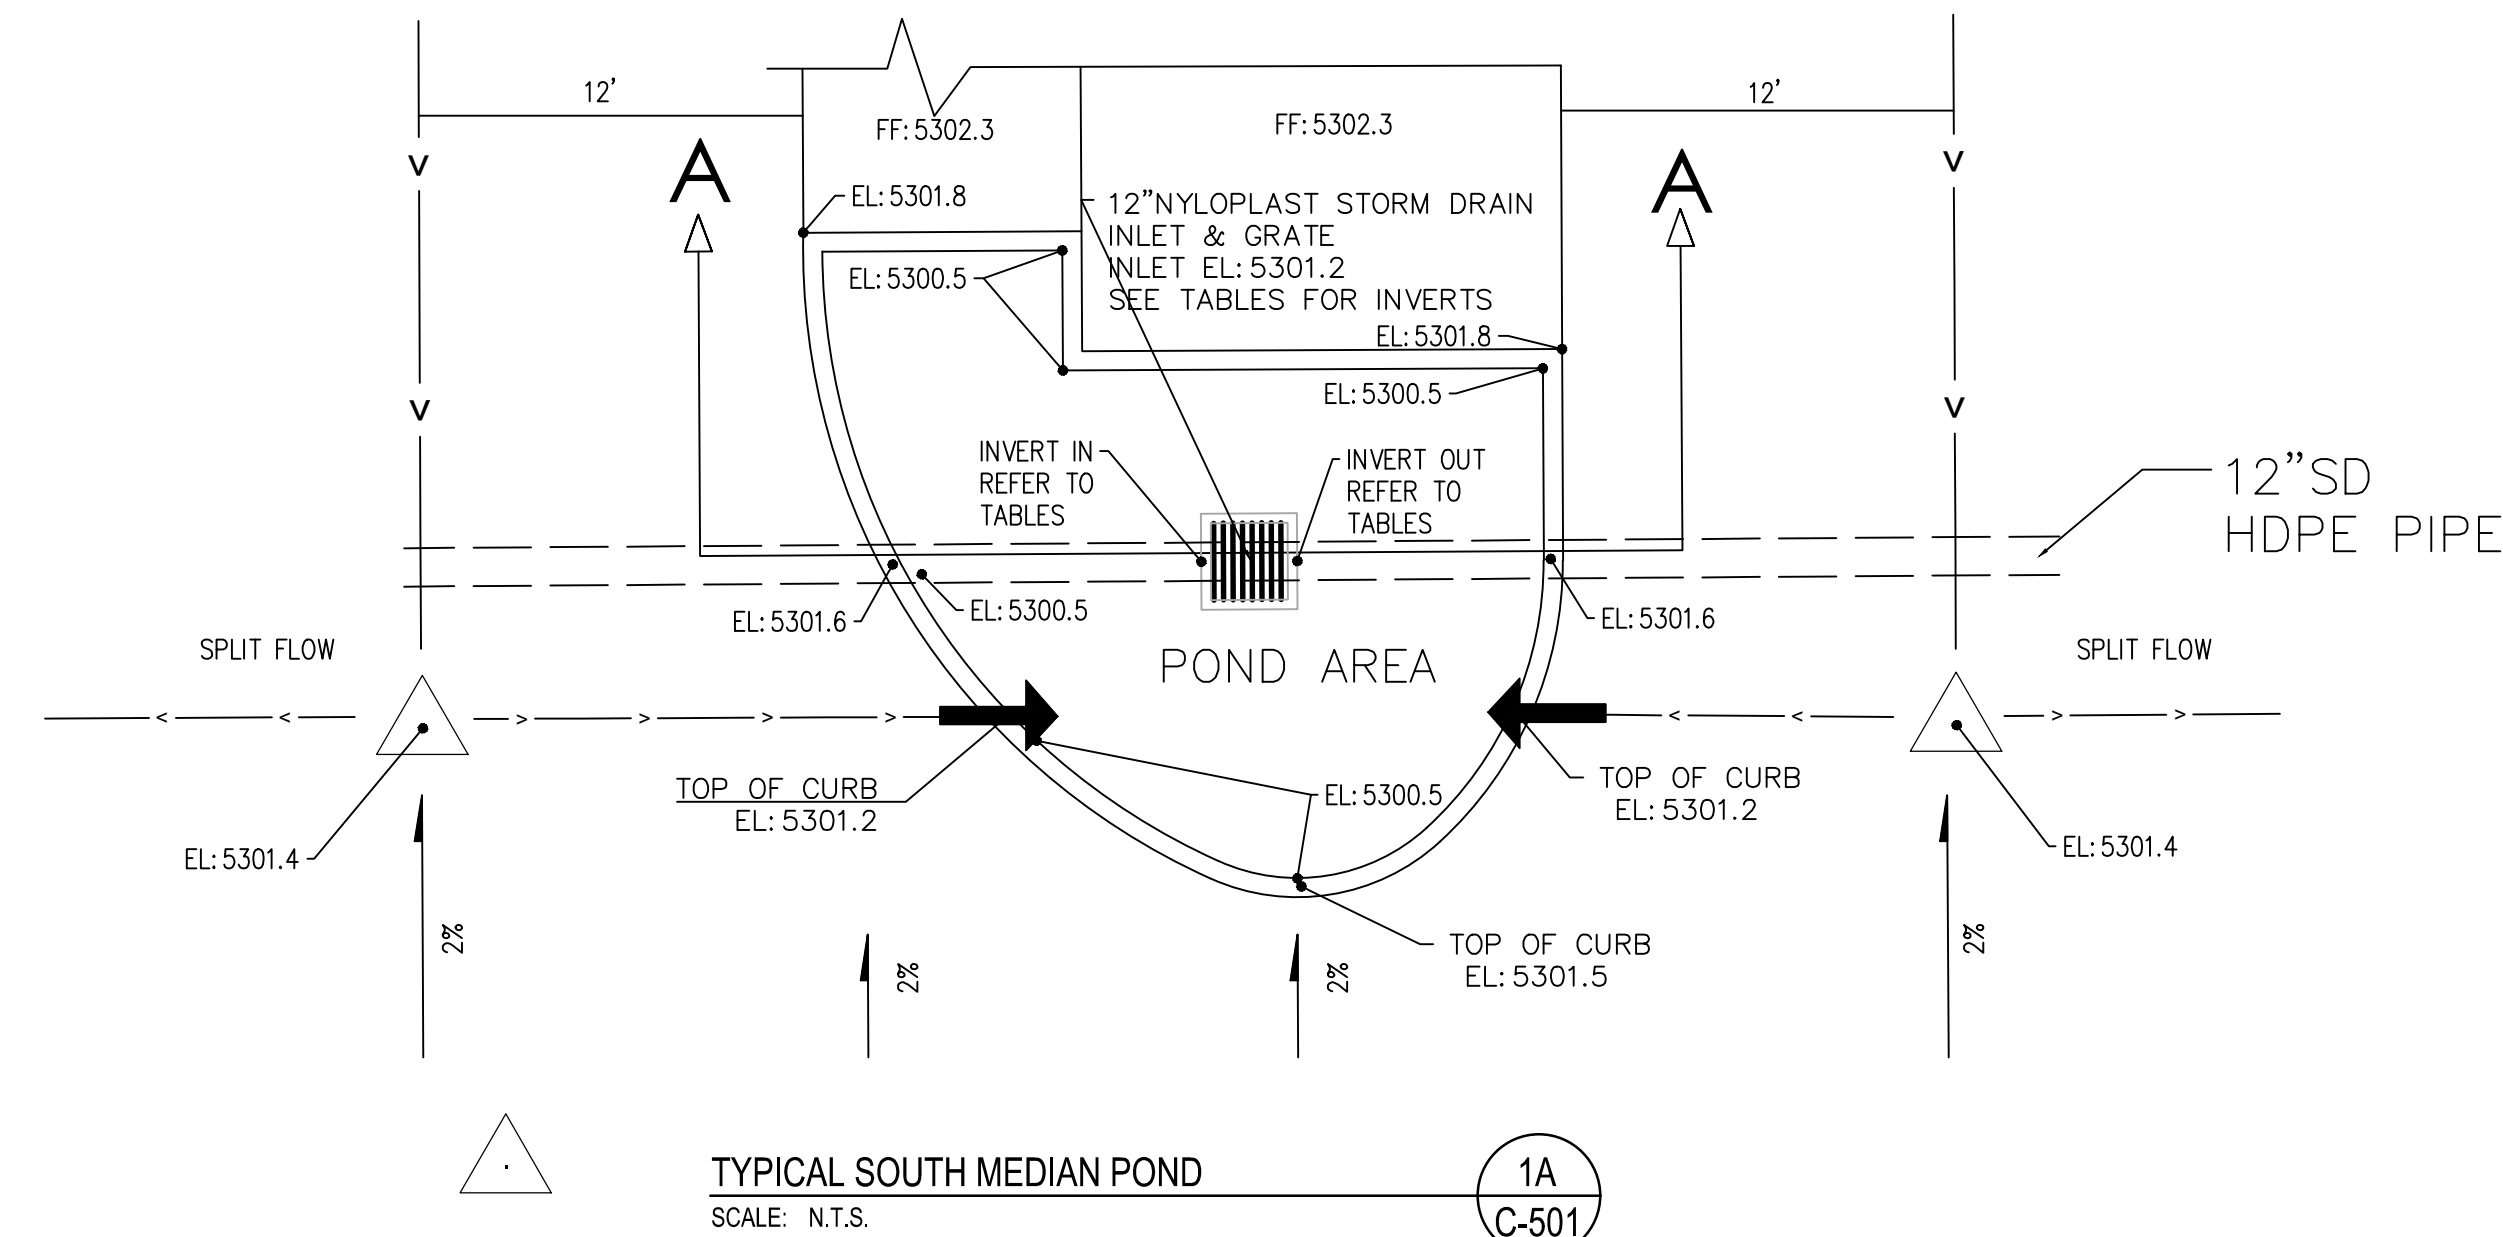 12'
12'
FF: 5302.3
FF: 5302.3
A
A
EL: 5301.8
12"NYLOPLAST STORM DRAIN
INLET & GRATE
INLET EL: 5301.2
SEE TABLES FOR INVERTS
EL: 5300.5
EL: 5301.8
EL: 5300.5
INVERT IN
REFER TO
TABLES
INVERT OUT
REFER TO
TABLES
12"SD
HDPE PIPE
EL: 5301.6
EL: 5300.5
EL: 5301.6
SPLIT FLOW
SPLIT FLOW
POND AREA
TOP OF CURB
EL: 5301.2
EL: 5300.5
TOP OF CURB
EL: 5301.2
EL: 5301.4
EL: 5301.4
2%
2%
2%
2%
TOP OF CURB
EL: 5301.5
TYPICAL SOUTH MEDIAN POND
SCALE: N.T.S.
1A
C-501